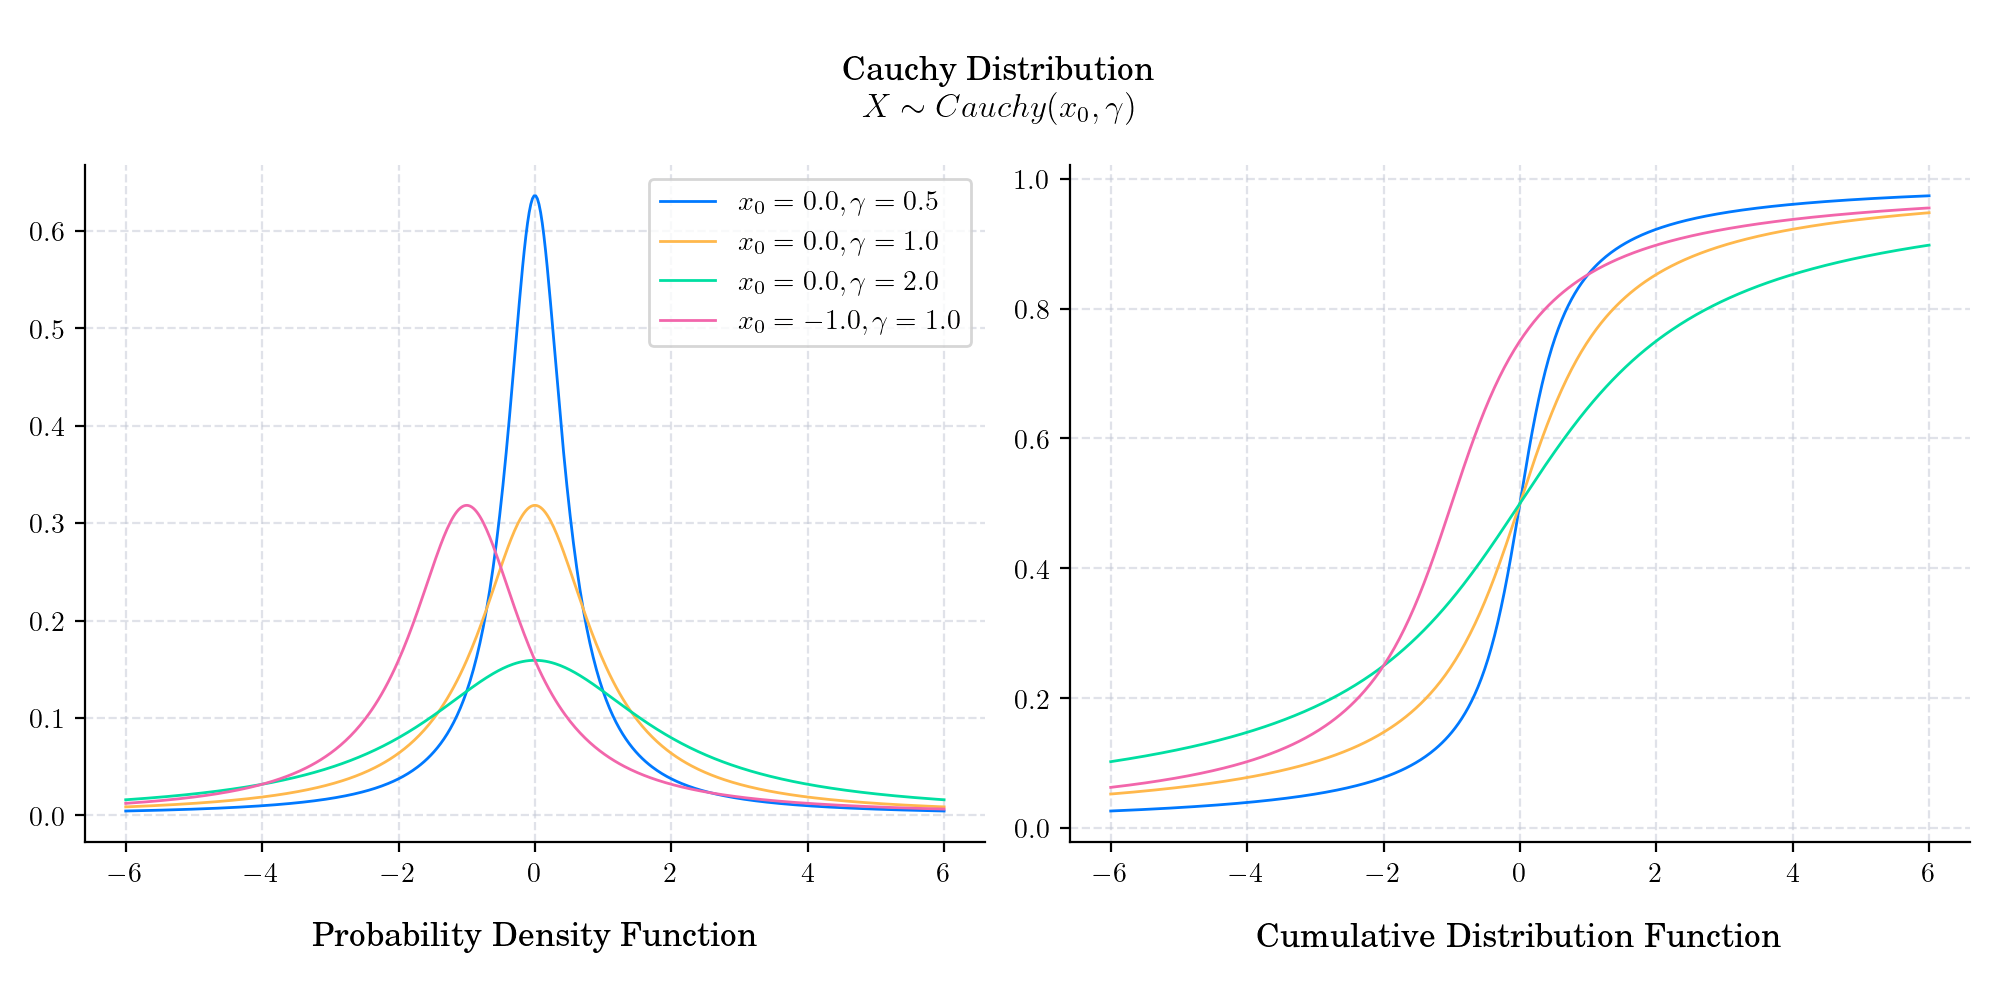 Cauchy Distribution
X ∼ Cauchy(x₀, γ)
0.6
0.5
0.4
0.3
0.2
0.1
0.0
x₀ = 0.0, γ = 0.5
x₀ = 0.0, γ = 1.0
x₀ = 0.0, γ = 2.0
x₀ = −1.0, γ = 1.0
−6 −4 −2 0 2 4 6
Probability Density Function
1.0
0.8
0.6
0.4
0.2
0.0
−6 −4 −2 0 2 4 6
Cumulative Distribution Function